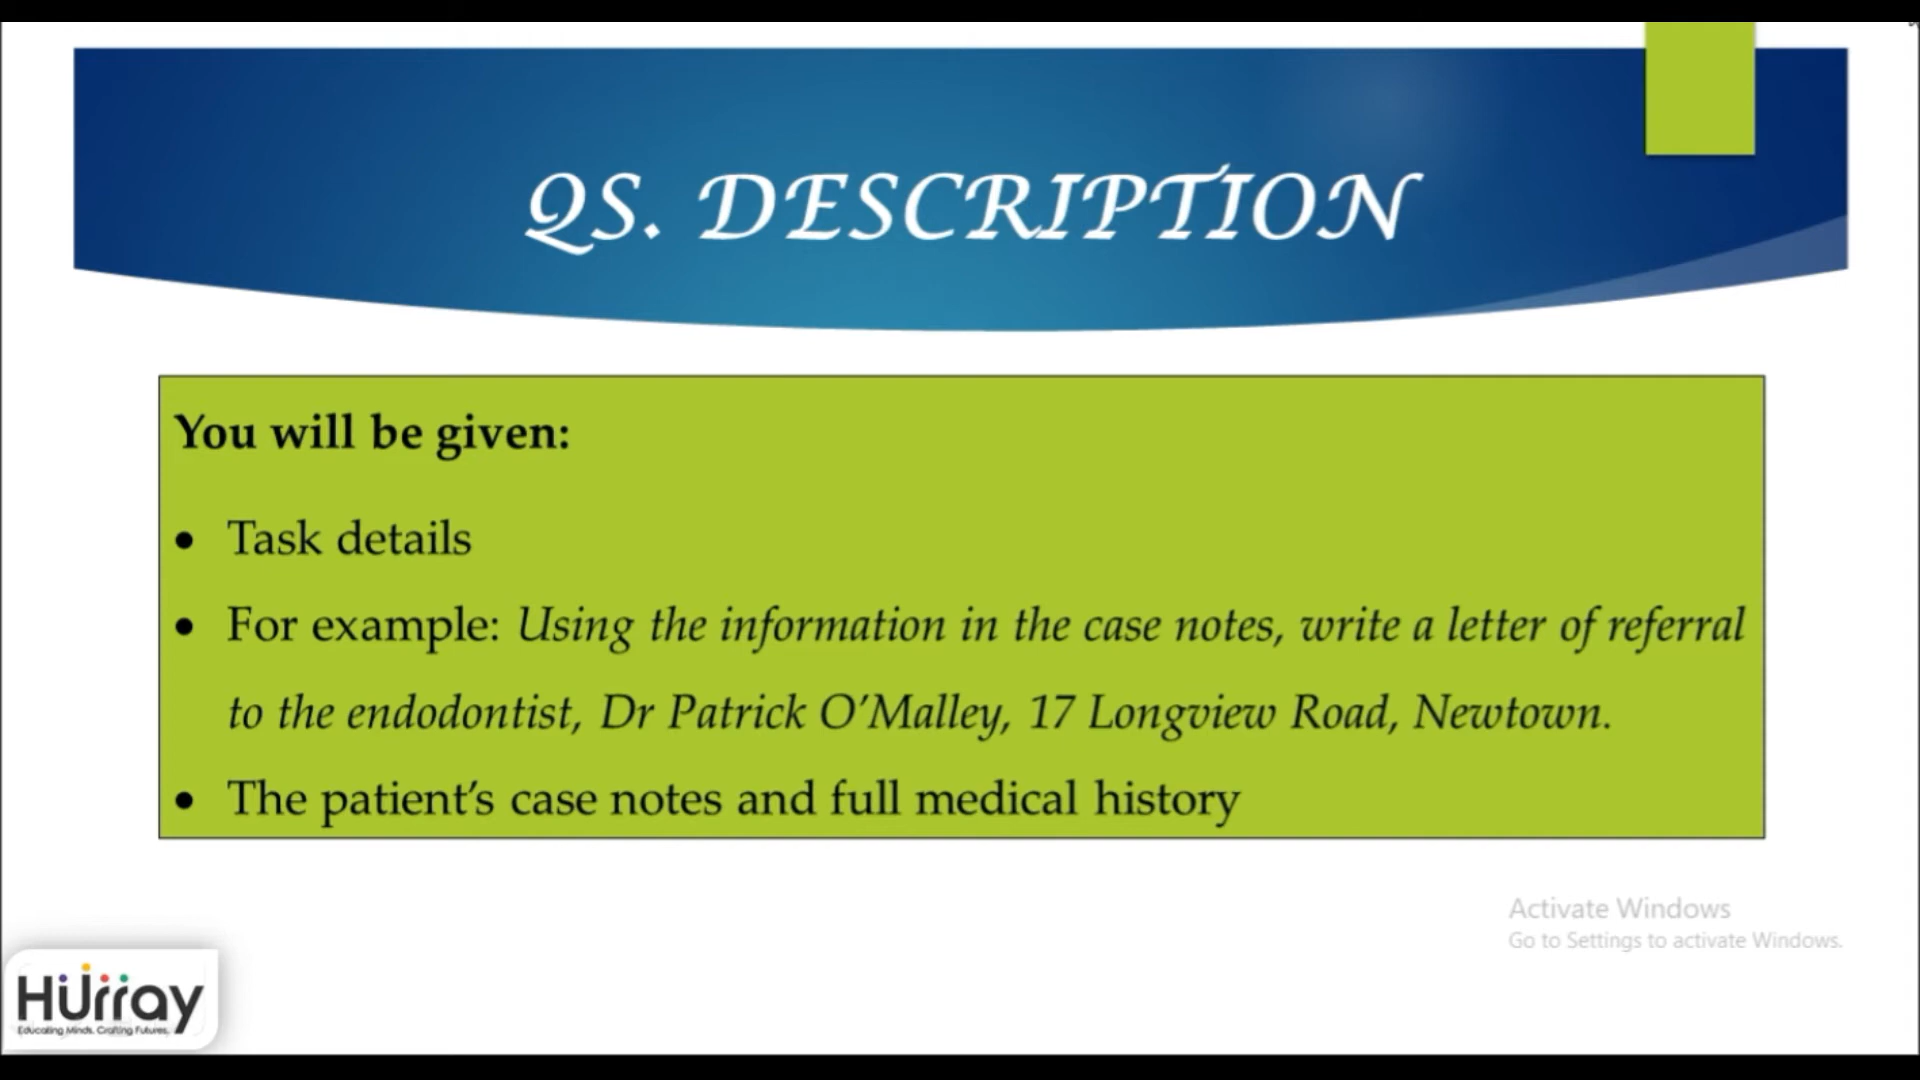 QS. DESCRIPTION
You will be given:
• Task details
• For example: Using the information in the case notes, write a letter of referral
to the endodontist, Dr Patrick O’Malley, 17 Longview Road, Newtown.
• The patient’s case notes and full medical history
Activate Windows
Go to Settings to activate Windows.
Hurray
Educating Minds. Crafting Futures.